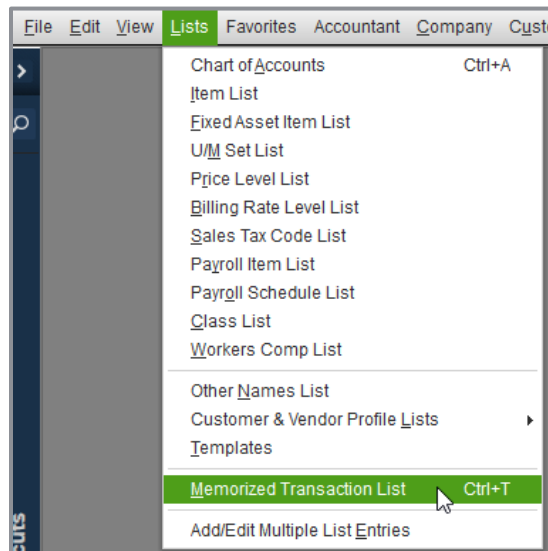 File Edit View Lists Favorites Accountant Company Custo
Chart of Accounts Ctrl+A
Item List
Fixed Asset Item List
U/M Set List
Price Level List
Billing Rate Level List
Sales Tax Code List
Payroll Item List
Payroll Schedule List
Class List
Workers Comp List
Other Names List
Customer & Vendor Profile Lists
Templates
Memorized Transaction List Ctrl+T
Add/Edit Multiple List Entries
cuts